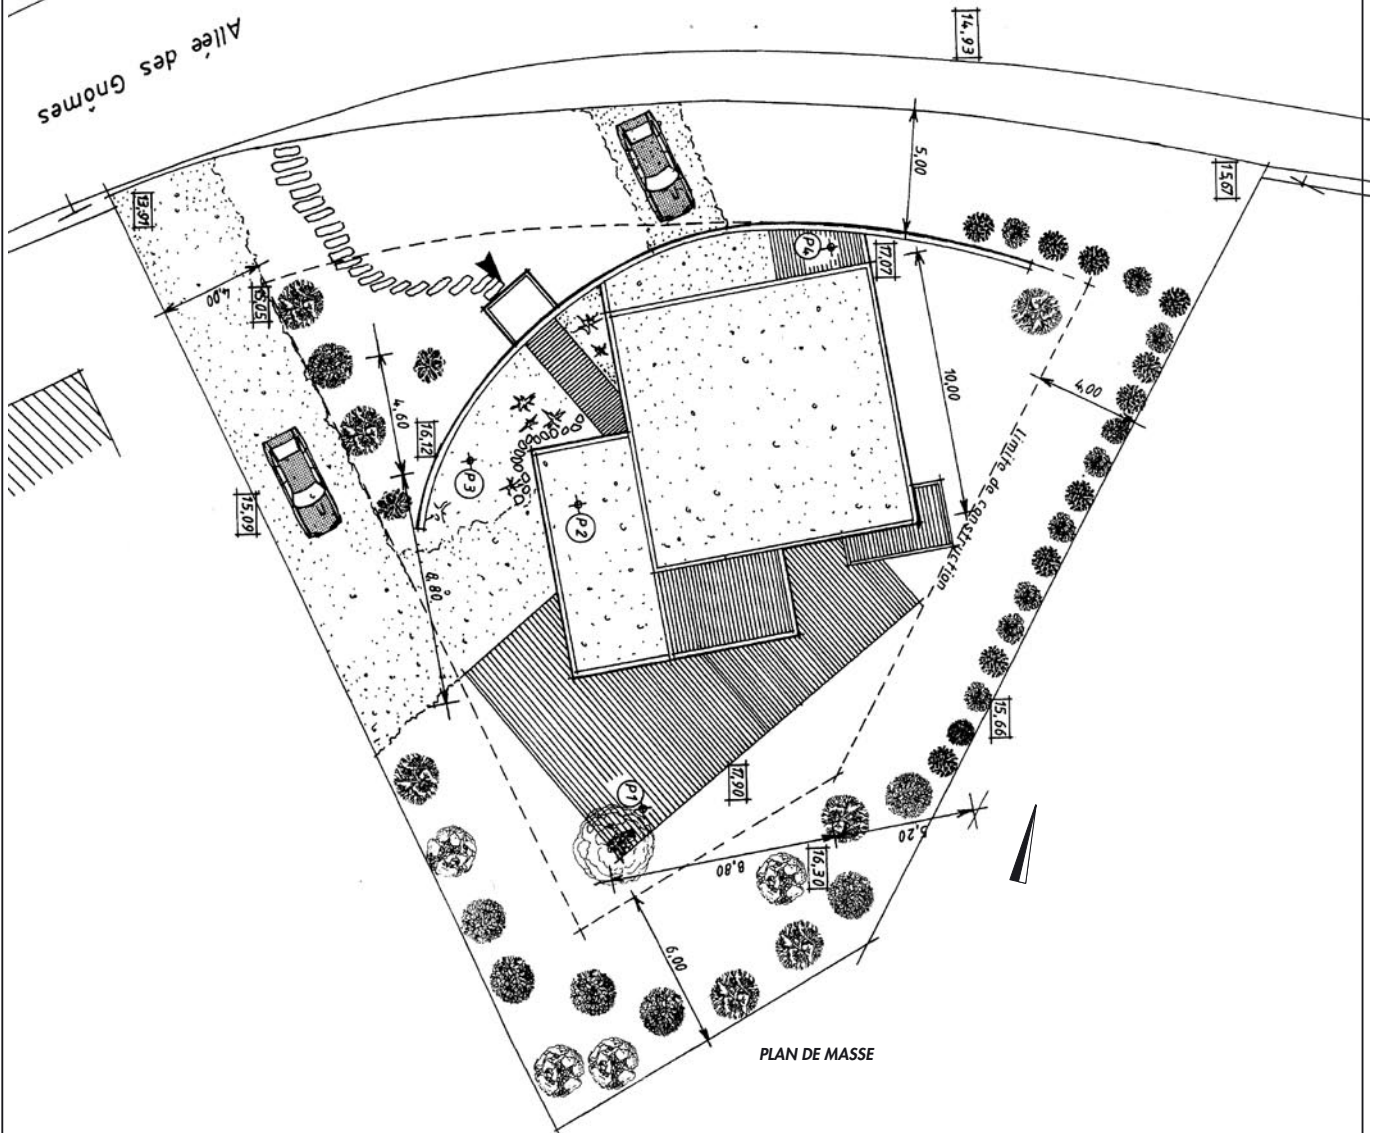 Allée des Gnômes
14,93
5,00
15,67
13,91
P4
17,07
4,00
15,05
10,00
4,00
4,60
16,12
limite de construction
P3
15,09
P2
8,80
15,66
P1
17,90
5,20
8,80
16,30
6,00
PLAN DE MASSE